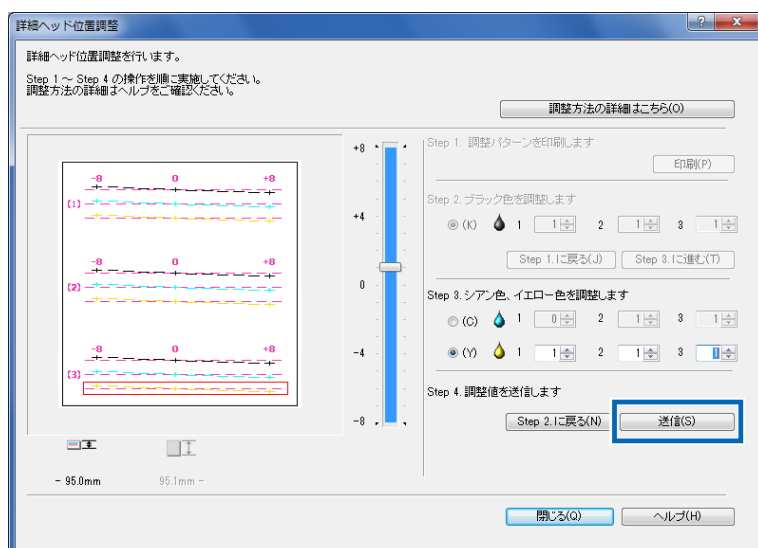 詳細ヘッド位置調整
詳細ヘッド位置調整を行います。
Step 1 ～ Step 4 の操作を順に実施してください。
調整方法の詳細はヘルプをご確認ください。
調整方法の詳細はこちら(O)
-8 0 +8
(1)
-8 0 +8
(2)
-8 0 +8
(3)
- 95.0mm
95.1mm -
+8
+4
0
-4
-8
Step 1. 調整パターンを印刷します
印刷(P)
Step 2. ブラック色を調整します
(K) 1 1 2 1 3 1
Step 1.に戻る(J) Step 3.に進む(T)
Step 3. シアン色、イエロー色を調整します
(C) 1 0 2 1 3 1
(Y) 1 1 2 1 3 1
Step 4. 調整値を送信します
Step 2.に戻る(N) 送信(S)
閉じる(Q) ヘルプ(H)